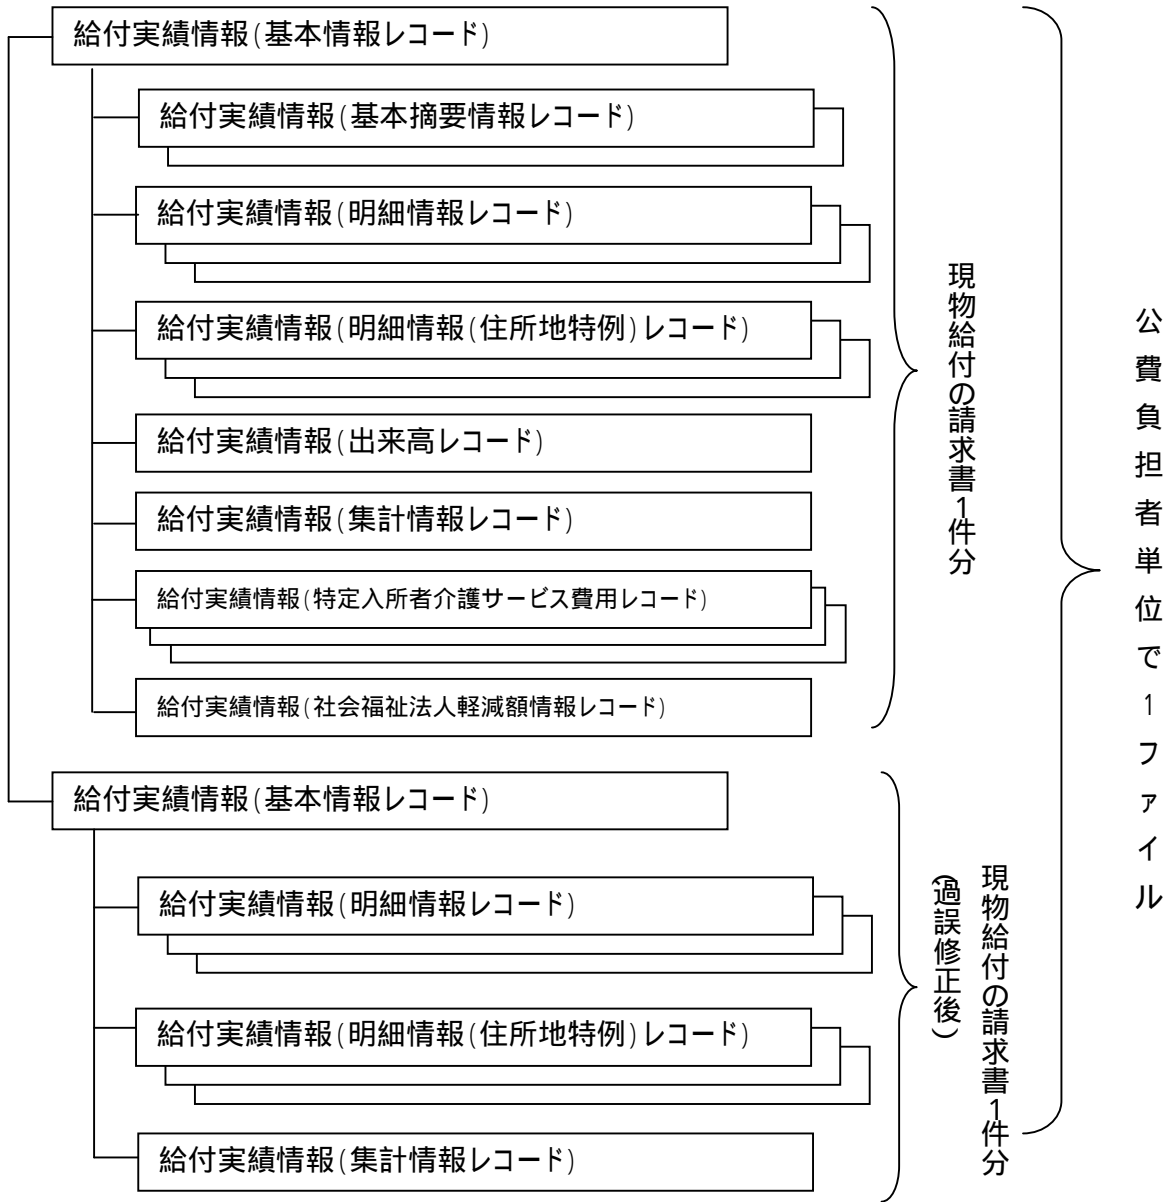 給付実績情報(基本情報レコード)
給付実績情報(基本摘要情報レコード)
給付実績情報(明細情報レコード)
給付実績情報(明細情報(住所地特例)レコード)
給付実績情報(出来高レコード)
給付実績情報(集計情報レコード)
給付実績情報(特定入所者介護サービス費用レコード)
給付実績情報(社会福祉法人軽減額情報レコード)
現物給付の請求書1件分
給付実績情報(基本情報レコード)
給付実績情報(明細情報レコード)
給付実績情報(明細情報(住所地特例)レコード)
給付実績情報(集計情報レコード)
現物給付の請求書1件分
(過誤修正後)
公費負担者単位で1ファイル